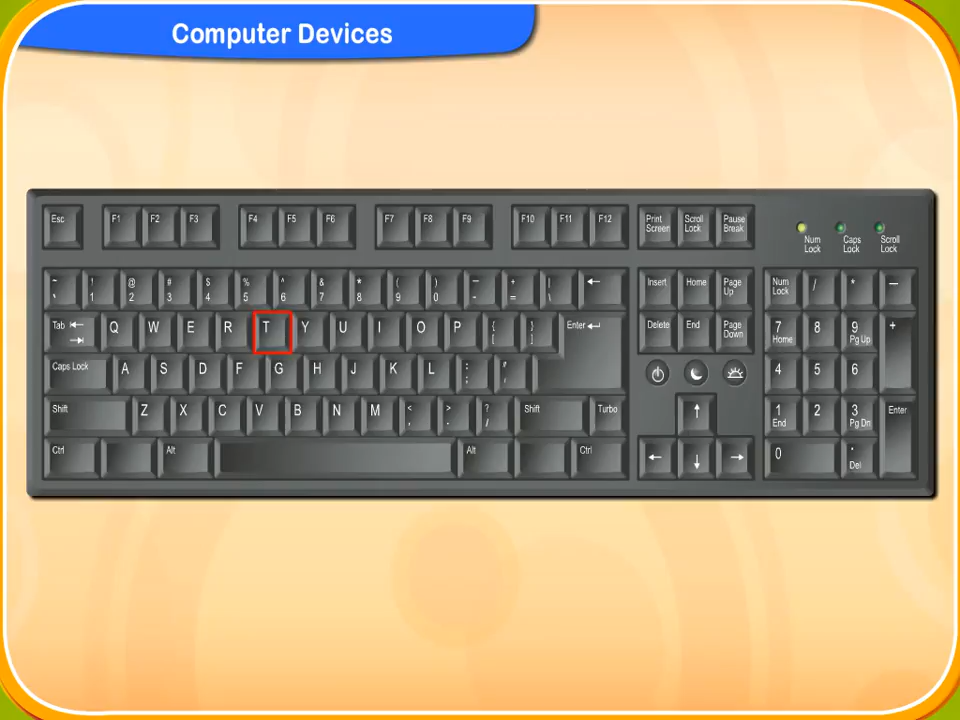 Computer Devices
Esc F1 F2 F3 F4 F5 F6 F7 F8 F9 F10 F11 F12 Print Screen Scroll Lock Pause Break
Num Lock Caps Lock Scroll Lock
~ ! @ # $ % ^ & * ( ) — + |
` 1 2 3 4 5 6 7 8 9 0 - = \ ← Insert Home Page Up Num Lock / * —
Tab Q W E R T Y U I O P { [ } ] Enter Delete End Page Down 7 Home 8 9 Pg Up +
Caps Lock A S D F G H J K L : ; " , 4 5 6
Shift Z X C V B N M < , > . ? / Shift Turbo ↑ 1 End 2 3 Pg Dn Enter
Ctrl Alt Alt Ctrl ← ↓ → 0 . Del